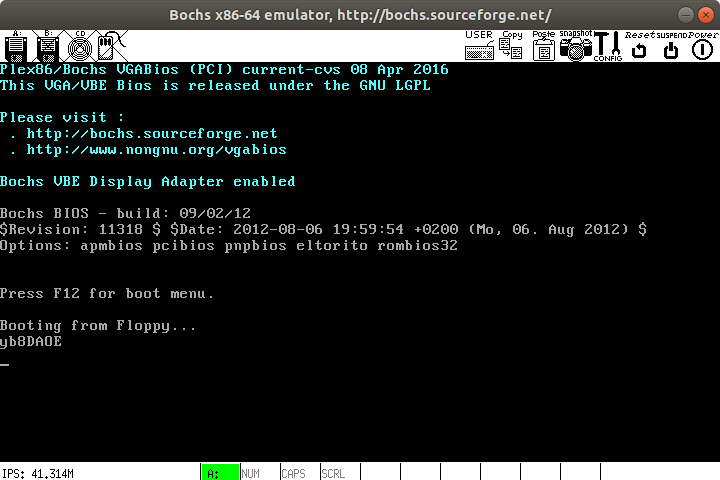 Bochs x86-64 emulator, http://bochs.sourceforge.net/
A: B: CD USER Copy Paste Snapshot CONFIG Reset SUSPEND Power
Plex86/Bochs VGABios (PCI) current-cvs 08 Apr 2016
This VGA/VBE Bios is released under the GNU LGPL
Please visit :
. http://bochs.sourceforge.net
. http://www.nongnu.org/vgabios
Bochs VBE Display Adapter enabled
Bochs BIOS - build: 09/02/12
$Revision: 11318 $ $Date: 2012-08-06 19:59:54 +0200 (Mo, 06. Aug 2012) $
Options: apmbios pcibios pnpbios eltorito rombios32
Press F12 for boot menu.
Booting from Floppy...
yb8DAOE
_
IPS: 41.314M A: NUM CAPS SCRL